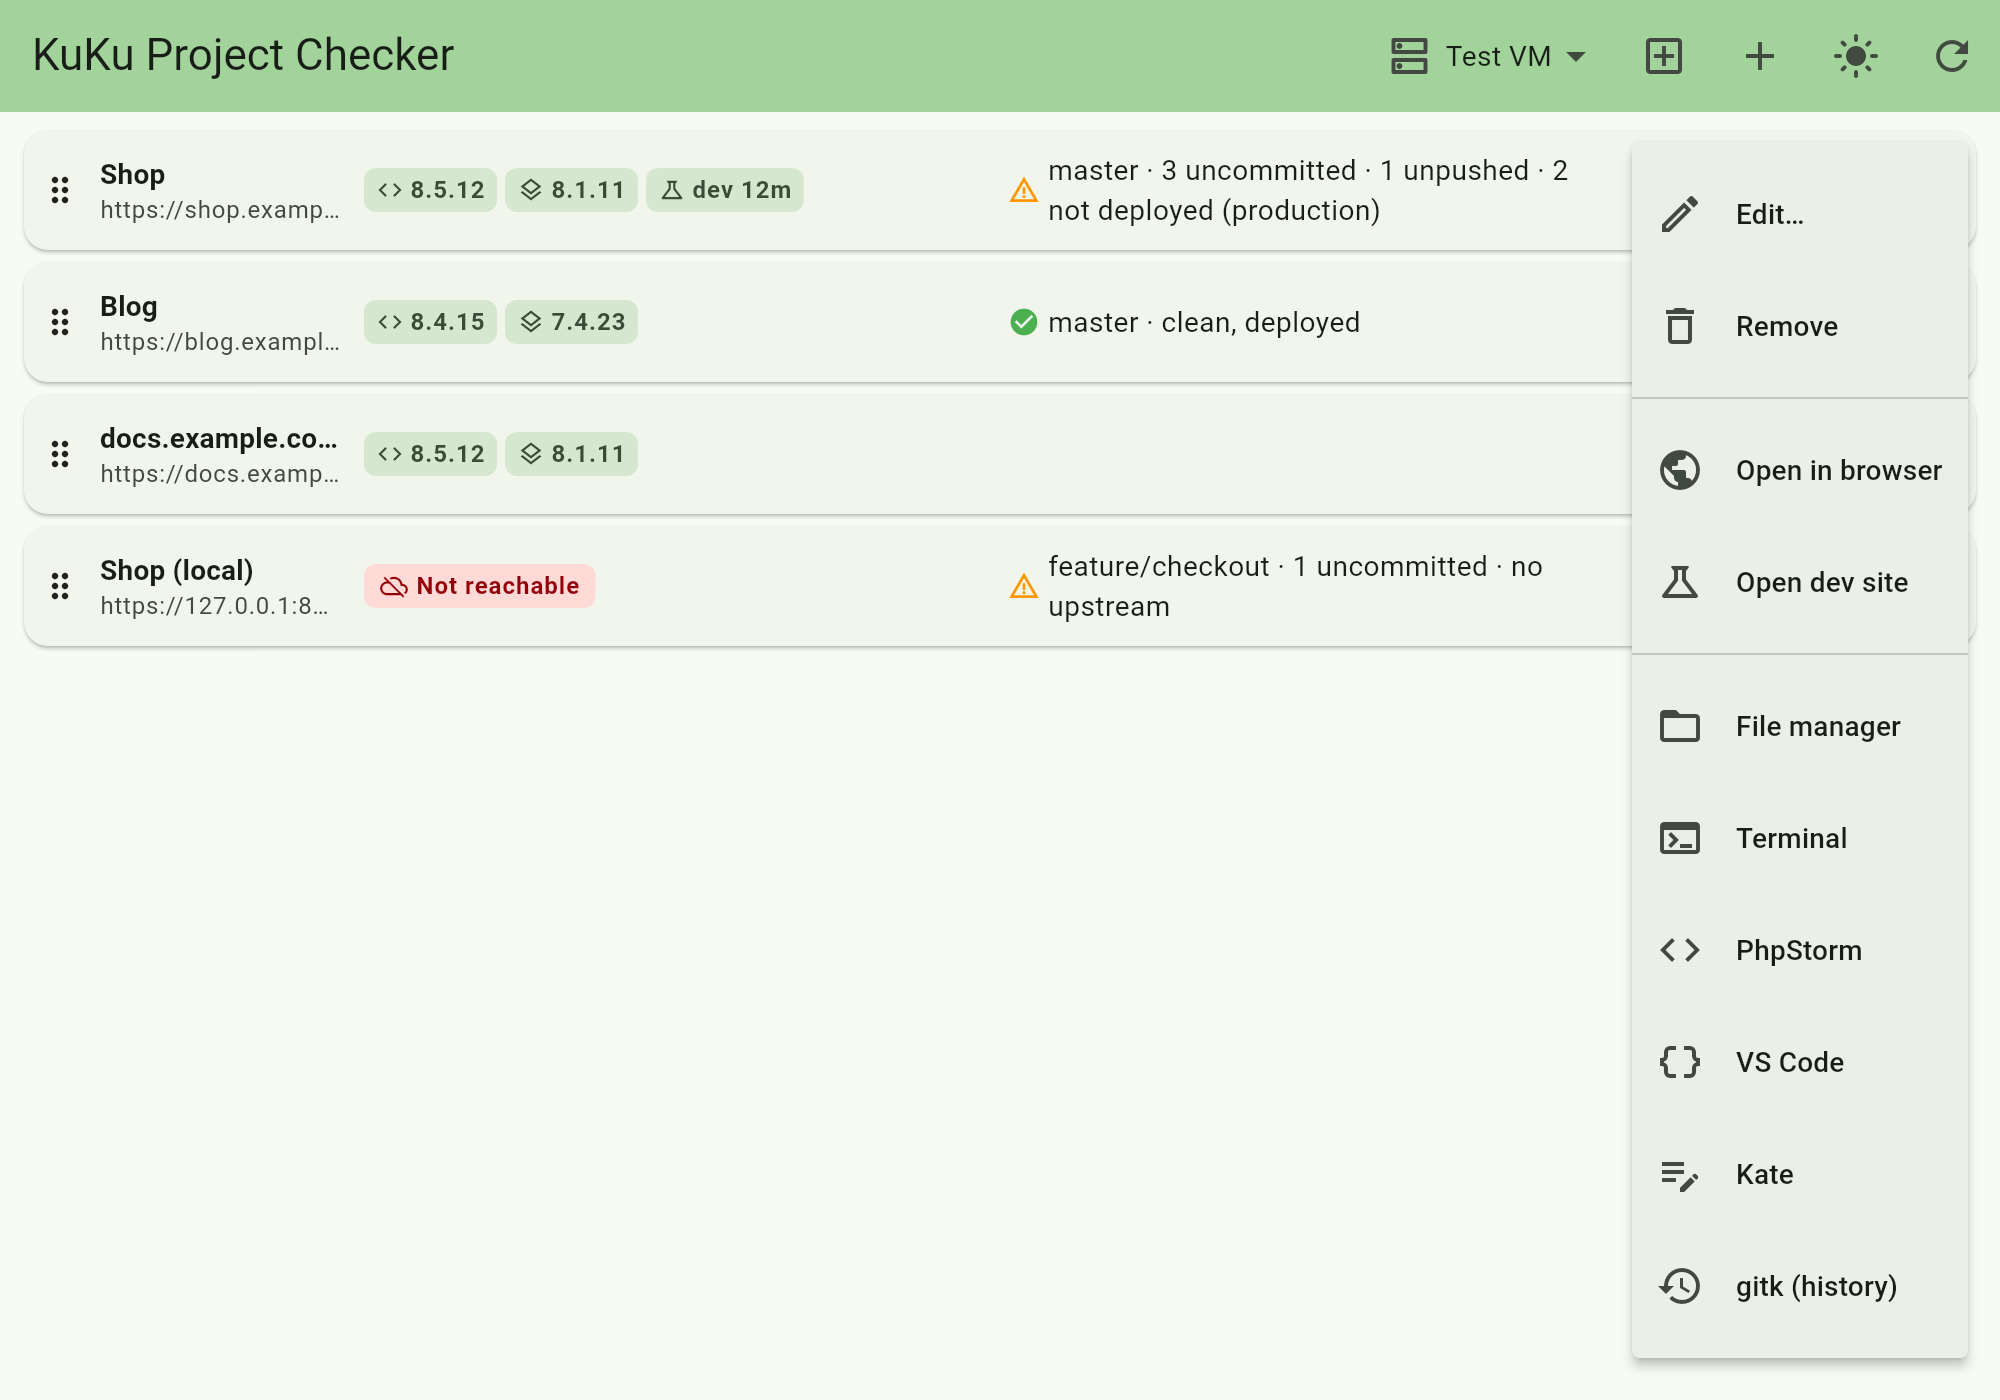 KuKu Project Checker
Test VM
Shop
https://shop.examp…
8.5.12
8.1.11
dev 12m
master · 3 uncommitted · 1 unpushed · 2
not deployed (production)
Blog
https://blog.exampl…
8.4.15
7.4.23
master · clean, deployed
docs.example.co…
https://docs.examp…
8.5.12
8.1.11
Shop (local)
https://127.0.0.1:8…
Not reachable
feature/checkout · 1 uncommitted · no
upstream
Edit…
Remove
Open in browser
Open dev site
File manager
Terminal
PhpStorm
VS Code
Kate
gitk (history)